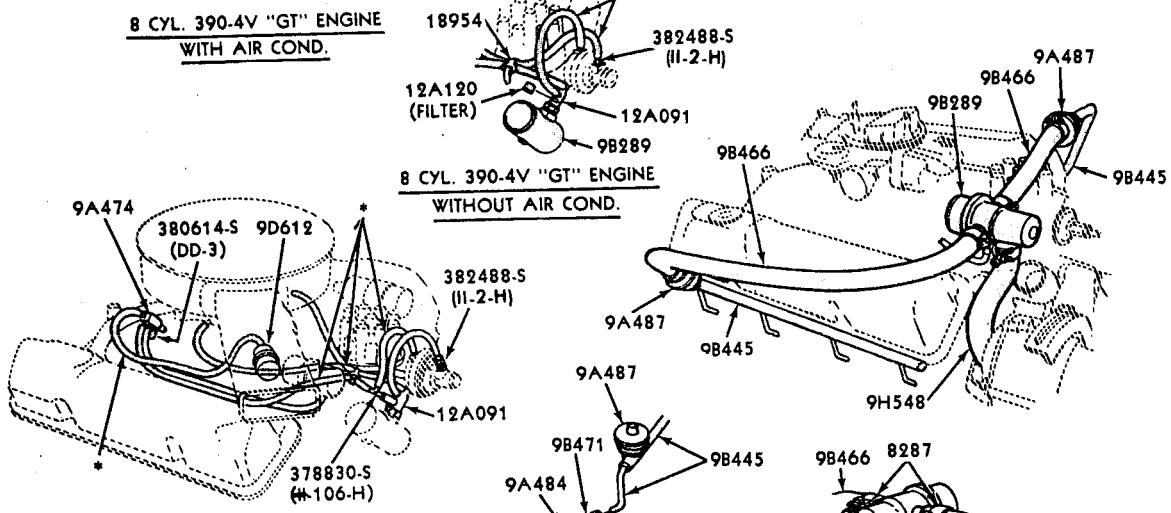 8 CYL. 390-4V "GT" ENGINE
WITH AIR COND.
18954
382488-S
(II-2-H)
12A120
(FILTER)
12A091
9B289
8 CYL. 390-4V "GT" ENGINE
WITHOUT AIR COND.
9A487
9B466
9B289
9B466
9B445
9A487
9B445
9H548
9A474
380614-S
(DD-3)
9D612
*
382488-S
(II-2-H)
12A091
378830-S
(106-H)
*
9A487
9B471
9B445
9A484
9B466
8287